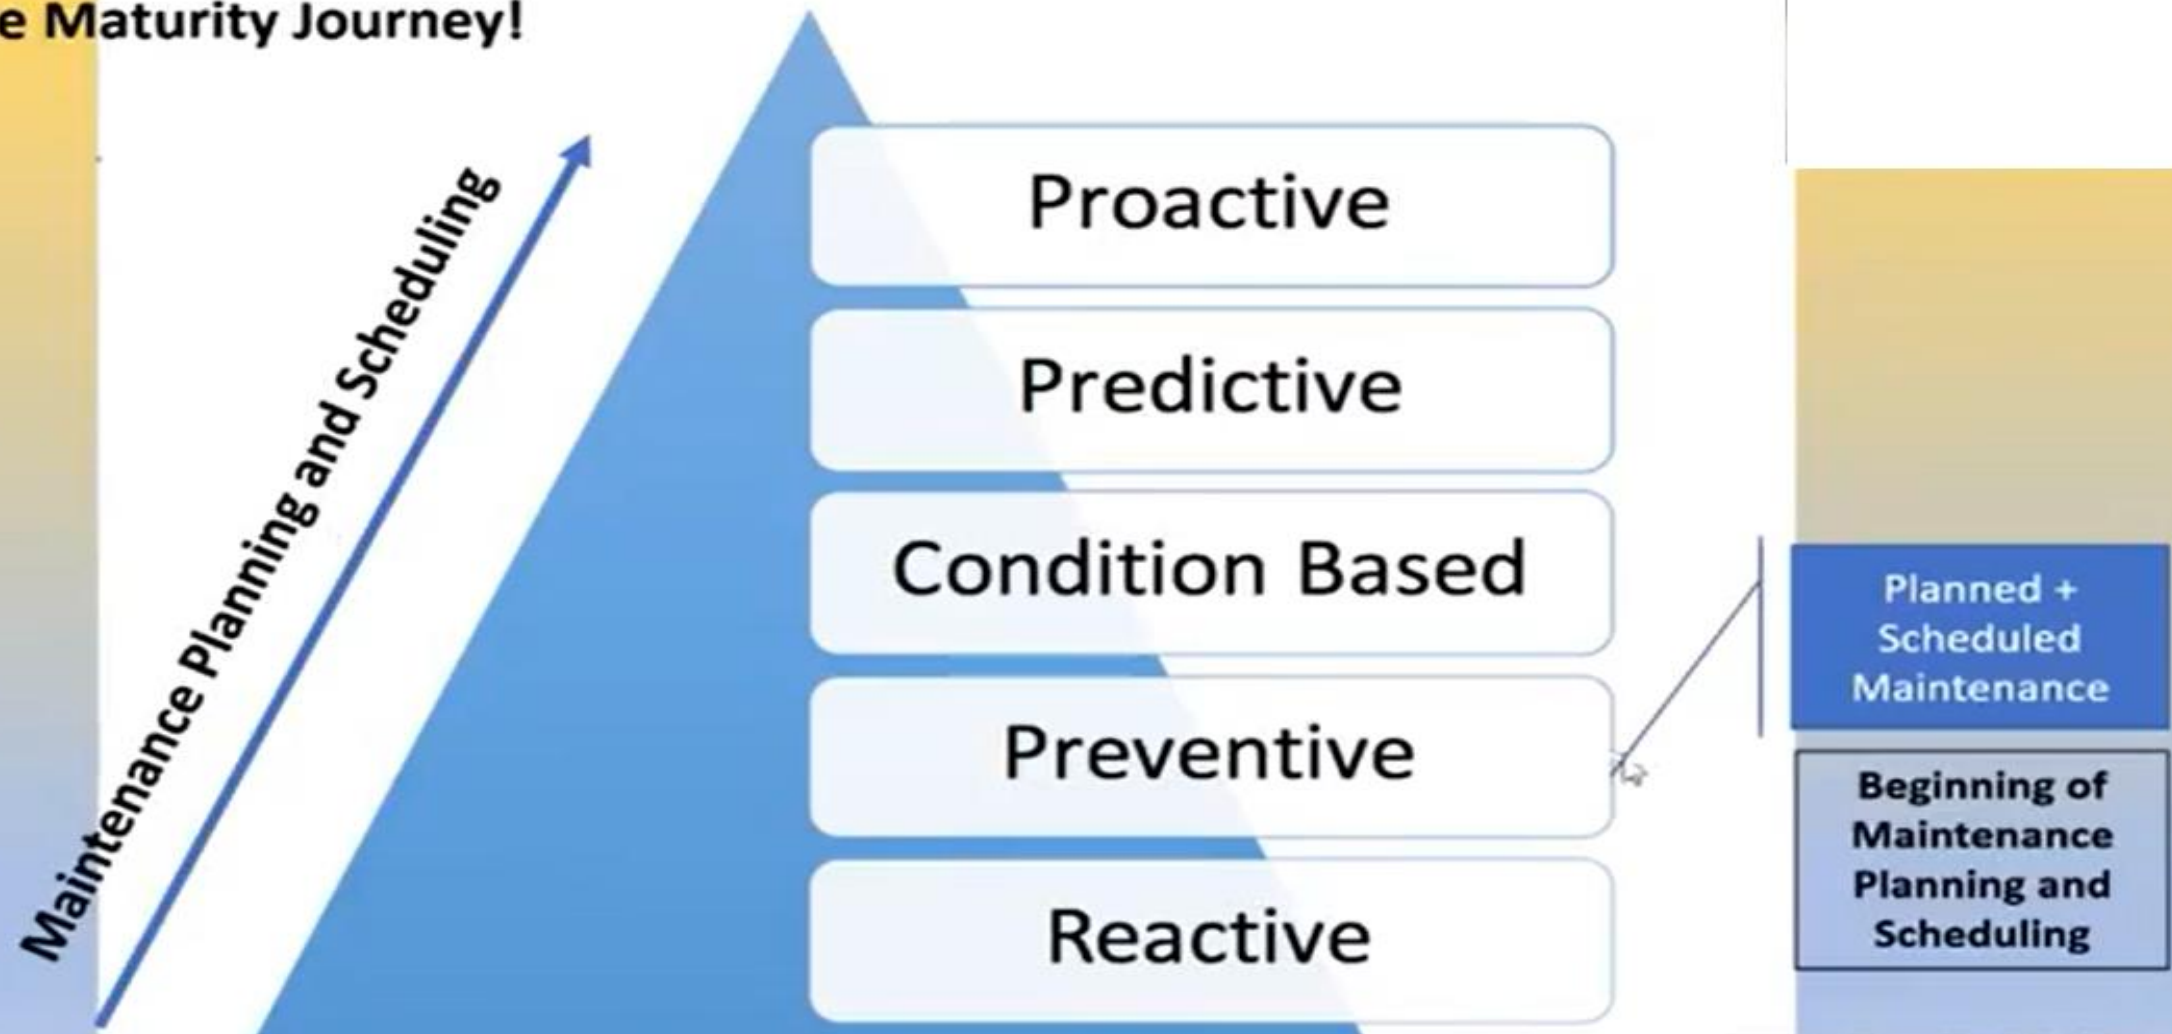 e Maturity Journey!
Maintenance Planning and Scheduling
Proactive
Predictive
Condition Based
Preventive
Reactive
Planned +
Scheduled
Maintenance
Beginning of
Maintenance
Planning and
Scheduling